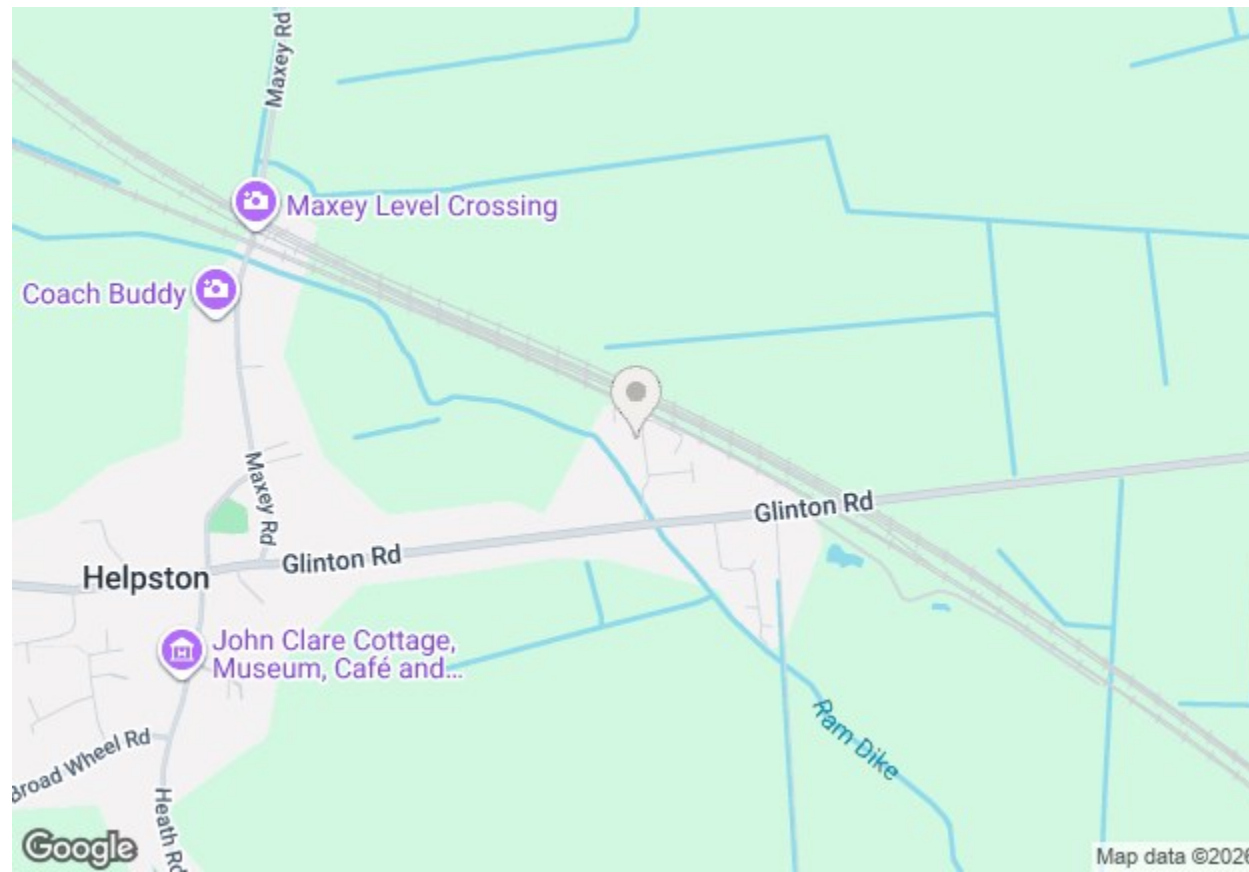 Maxey Rd
Maxey Level Crossing
Coach Buddy
Maxey Rd
Glinton Rd
Glinton Rd
Helpston
John Clare Cottage,
Museum, Café and...
Ram Dike
Broad Wheel Rd
Heath Rd
Google
Map data ©2026